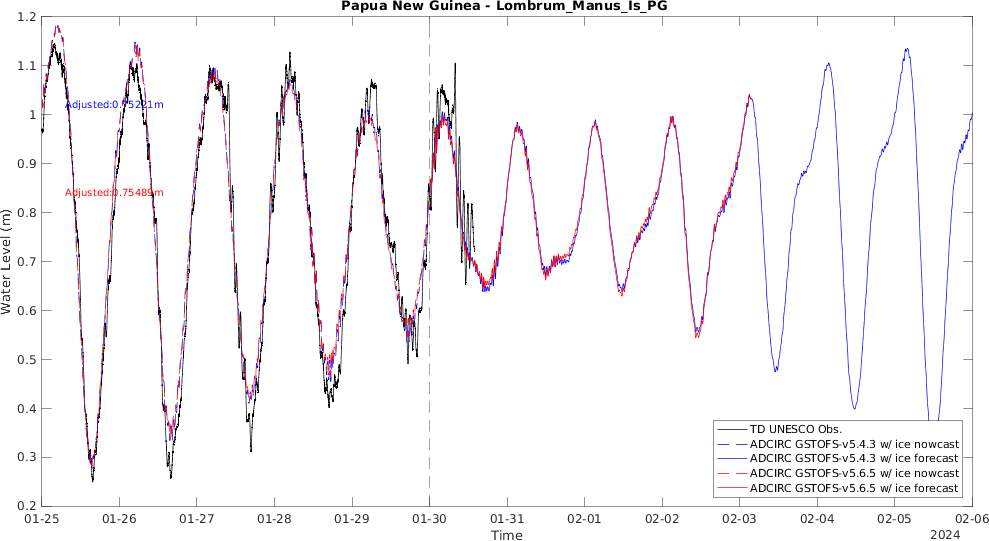 Papua New Guinea - Lombrum_Manus_Is_PG
1.2
1.1
1
0.9
0.8
0.7
0.6
0.5
0.4
0.3
0.2
Water Level (m)
Adjusted:0.75221m
Adjusted:0.75489m
TD UNESCO Obs.
ADCIRC GSTOFS-v5.4.3 w/ ice nowcast
ADCIRC GSTOFS-v5.4.3 w/ ice forecast
ADCIRC GSTOFS-v5.6.5 w/ ice nowcast
ADCIRC GSTOFS-v5.6.5 w/ ice forecast
01-25 01-26 01-27 01-28 01-29 01-30 01-31 02-01 02-02 02-03 02-04 02-05 02-06
Time
2024